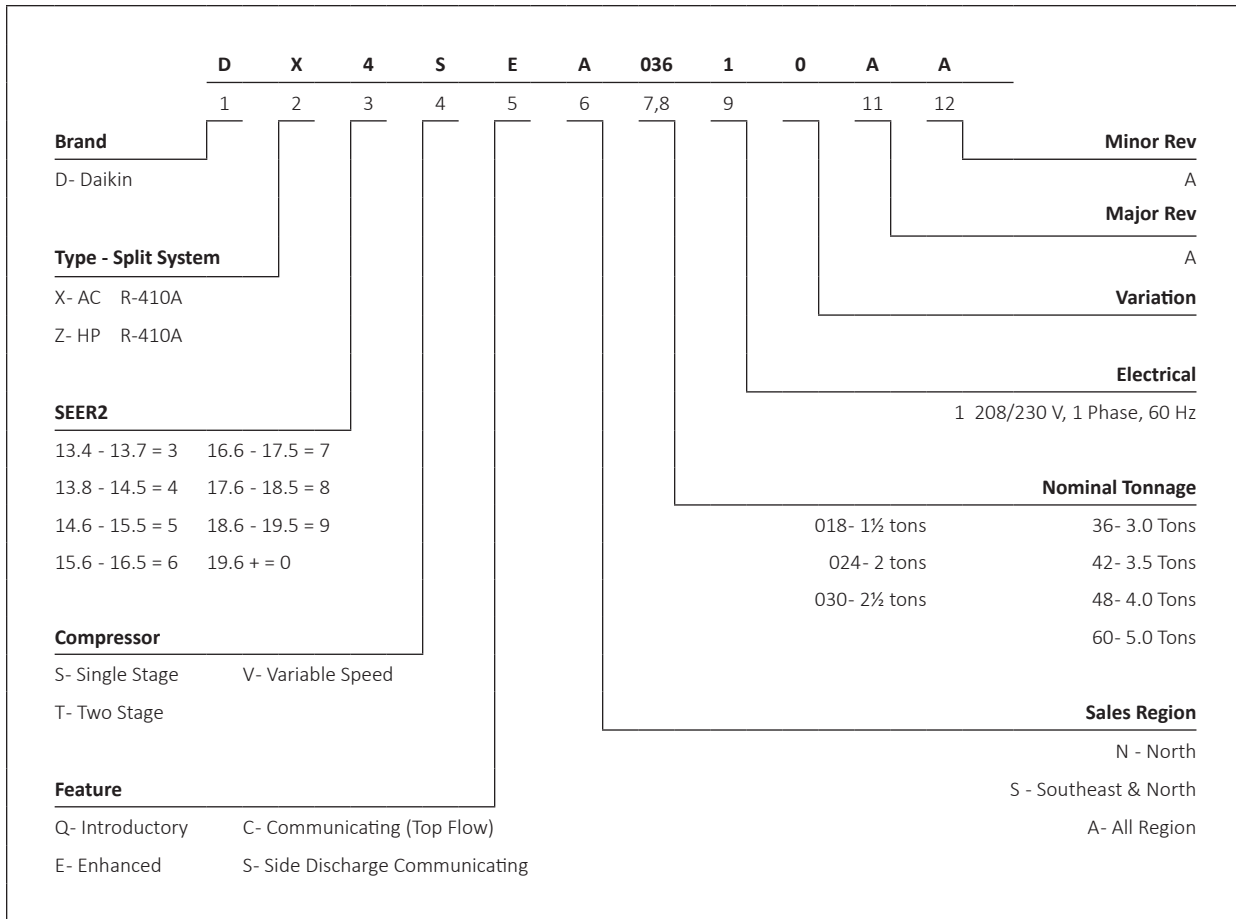 D X 4 S E A 036 1 0 A A
1 2 3 4 5 6 7,8 9 11 12
Brand
Minor Rev
D- Daikin
A
Major Rev
Type - Split System
A
X- AC R-410A
Variation
Z- HP R-410A
Electrical
SEER2
1 208/230 V, 1 Phase, 60 Hz
13.4 - 13.7 = 3 16.6 - 17.5 = 7
13.8 - 14.5 = 4 17.6 - 18.5 = 8
Nominal Tonnage
14.6 - 15.5 = 5 18.6 - 19.5 = 9
018- 1½ tons 36- 3.0 Tons
15.6 - 16.5 = 6 19.6 + = 0
024- 2 tons 42- 3.5 Tons
030- 2½ tons 48- 4.0 Tons
Compressor
60- 5.0 Tons
S- Single Stage V- Variable Speed
T- Two Stage
Sales Region
N - North
Feature
S - Southeast & North
Q- Introductory C- Communicating (Top Flow)
A- All Region
E- Enhanced S- Side Discharge Communicating